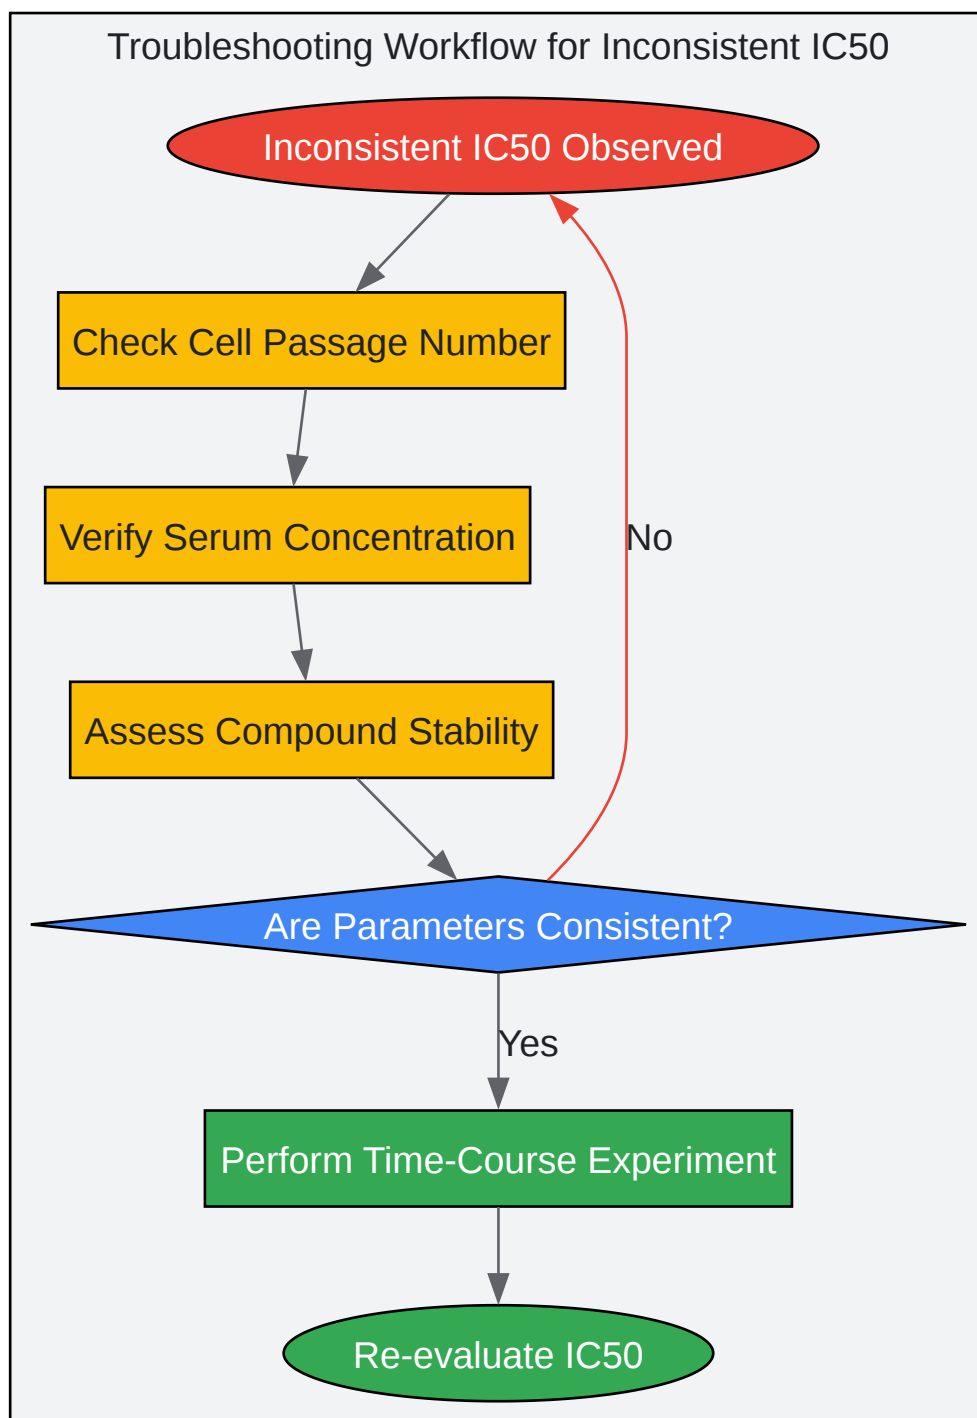 Troubleshooting Workflow for Inconsistent IC50
Inconsistent IC50 Observed
Check Cell Passage Number
Verify Serum Concentration
No
Assess Compound Stability
Are Parameters Consistent?
Yes
Perform Time-Course Experiment
Re-evaluate IC50